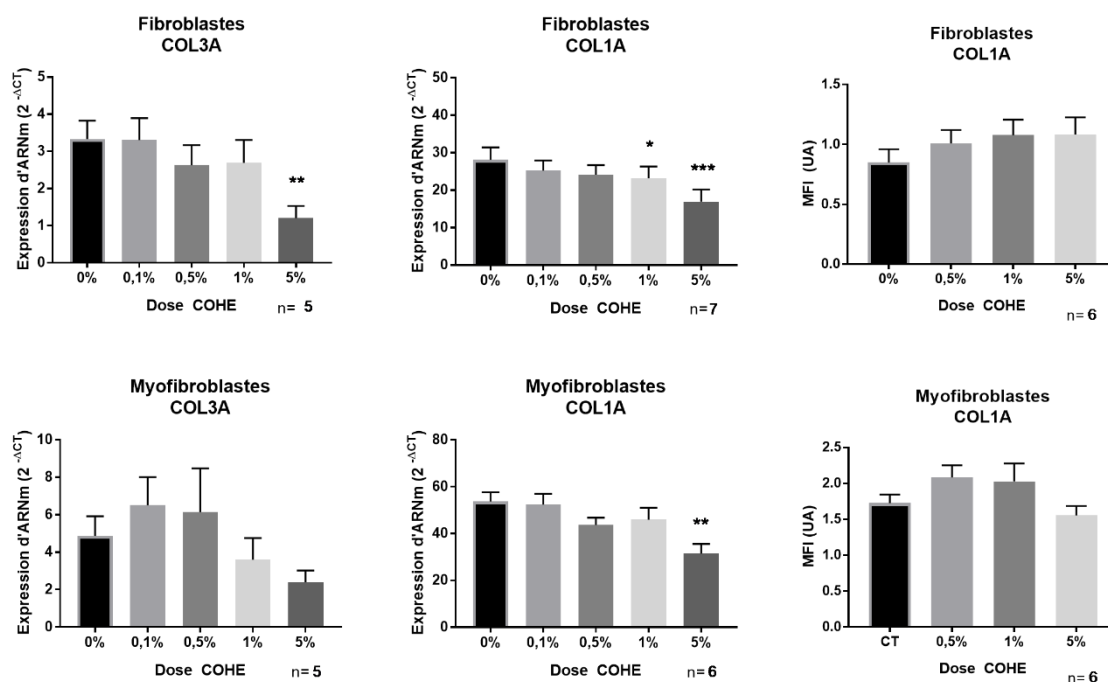 Fibroblastes
COL3A
Expression d'ARNm (2 -ΔCT)
5
4
3
2
1
0
**
0% 0,1% 0,5% 1% 5%
Dose COHE n= 5
Fibroblastes
COL1A
Expression d'ARNm (2 -ΔCT)
50
40
30
20
10
0
* ***
0% 0,1% 0,5% 1% 5%
Dose COHE n=7
Fibroblastes
COL1A
MFI (UA)
1.5
1.0
0.5
0.0
0% 0,5% 1% 5%
Dose COHE n= 6
Myofibroblastes
COL3A
Expression d'ARNm (2 -ΔCT)
8
6
4
2
0
0% 0,1% 0,5% 1% 5%
Dose COHE n= 5
Myofibroblastes
COL1A
Expression d'ARNm (2 -ΔCT)
80
60
40
20
0
**
0% 0,1% 0,5% 1% 5%
Dose COHE n= 6
Myofibroblastes
COL1A
MFI (UA)
2.5
2.0
1.5
1.0
0.5
0.0
CT 0,5% 1% 5%
Dose COHE n= 6